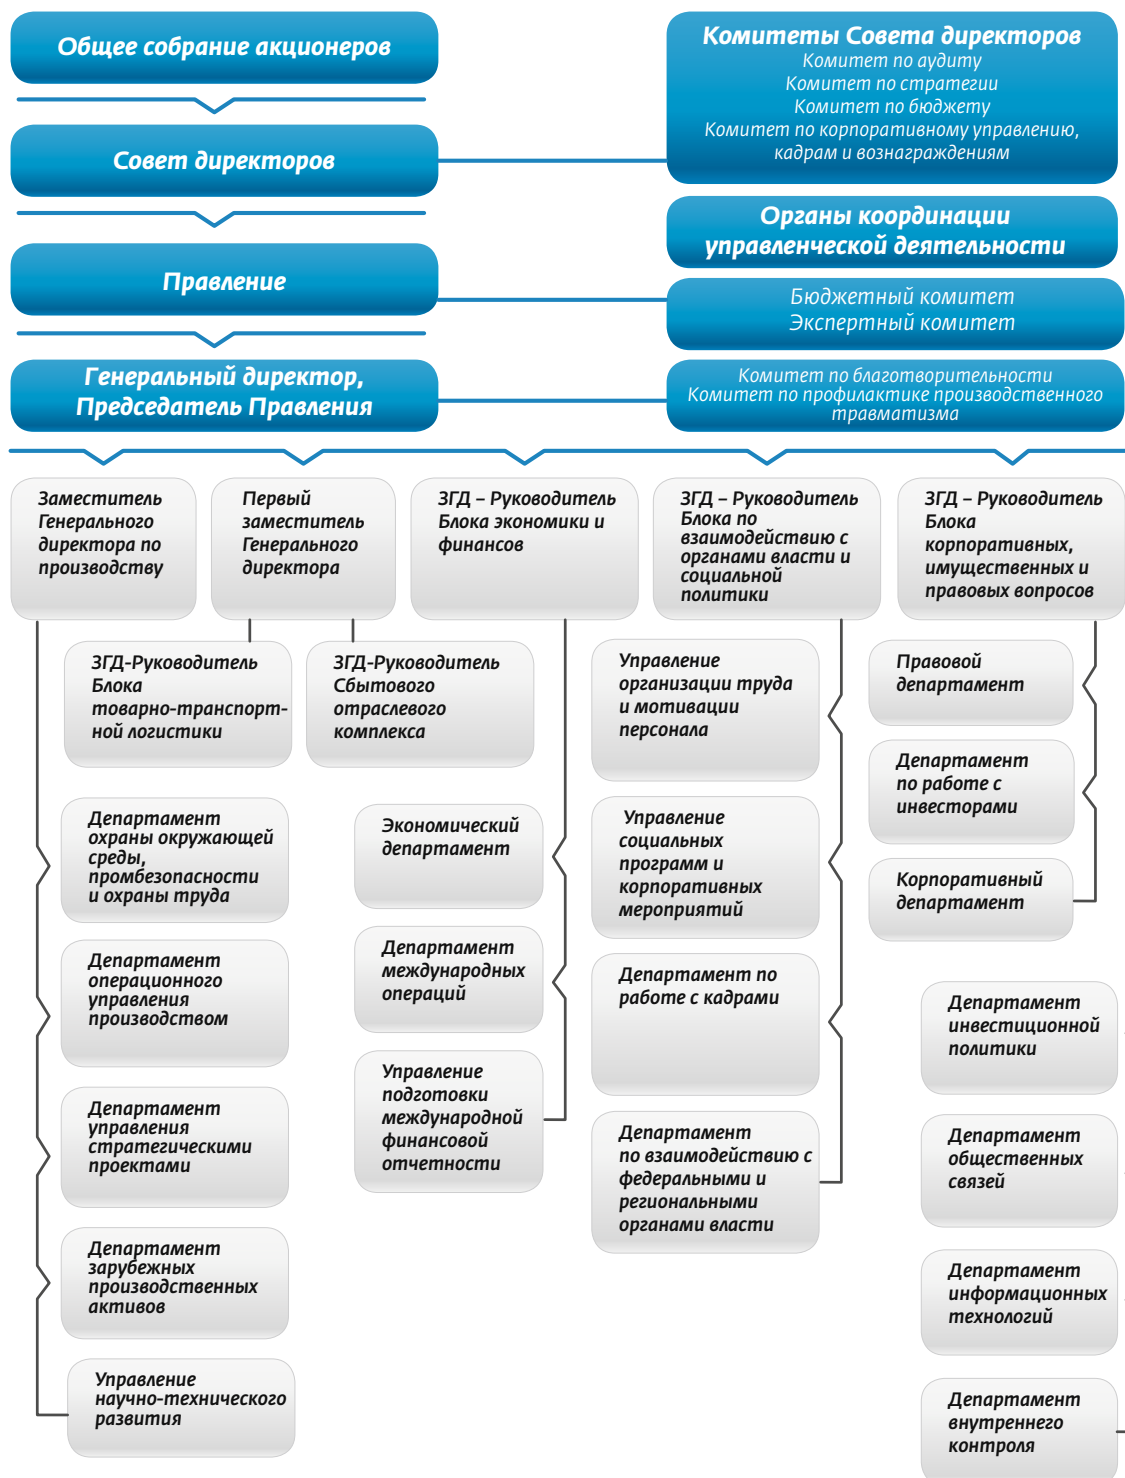 Общее собрание акционеров
Комитеты Совета директоров
Комитет по аудиту
Комитет по стратегии
Комитет по бюджету
Комитет по корпоративному управлению,
кадрам и вознаграждениям
Совет директоров
Органы координации
управленческой деятельности
Правление
Бюджетный комитет
Экспертный комитет
Генеральный директор,
Председатель Правления
Комитет по благотворительности
Комитет по профилактике производственного
травматизма
Заместитель
Генерального
директора по
производству
Первый
заместитель
Генерального
директора
ЗГД – Руководитель
Блока экономики и
финансов
ЗГД – Руководитель
Блока по
взаимодействию с
органами власти и
социальной
политики
ЗГД – Руководитель
Блока
корпоративных,
имущественных и
правовых вопросов
ЗГД-Руководитель
Блока
товарно-транспорт-
ной логистики
ЗГД-Руководитель
Сбытового
отраслевого
комплекса
Департамент
охраны окружающей
среды,
промбезопасности
и охраны труда
Департамент
операционного
управления
производством
Департамент
управления
стратегическими
проектами
Департамент
зарубежных
производственных
активов
Управление
научно-технического
развития
Экономический
департамент
Департамент
международных
операций
Управление
подготовки
международной
финансовой
отчетности
Управление
организации труда
и мотивации
персонала
Управление
социальных
программ и
корпоративных
мероприятий
Департамент по
работе с кадрами
Департамент
по взаимодействию с
федеральными и
региональными
органами власти
Правовой
департамент
Департамент
по работе с
инвесторами
Корпоративный
департамент
Департамент
инвестиционной
политики
Департамент
общественных
связей
Департамент
информационных
технологий
Департамент
внутреннего
контроля